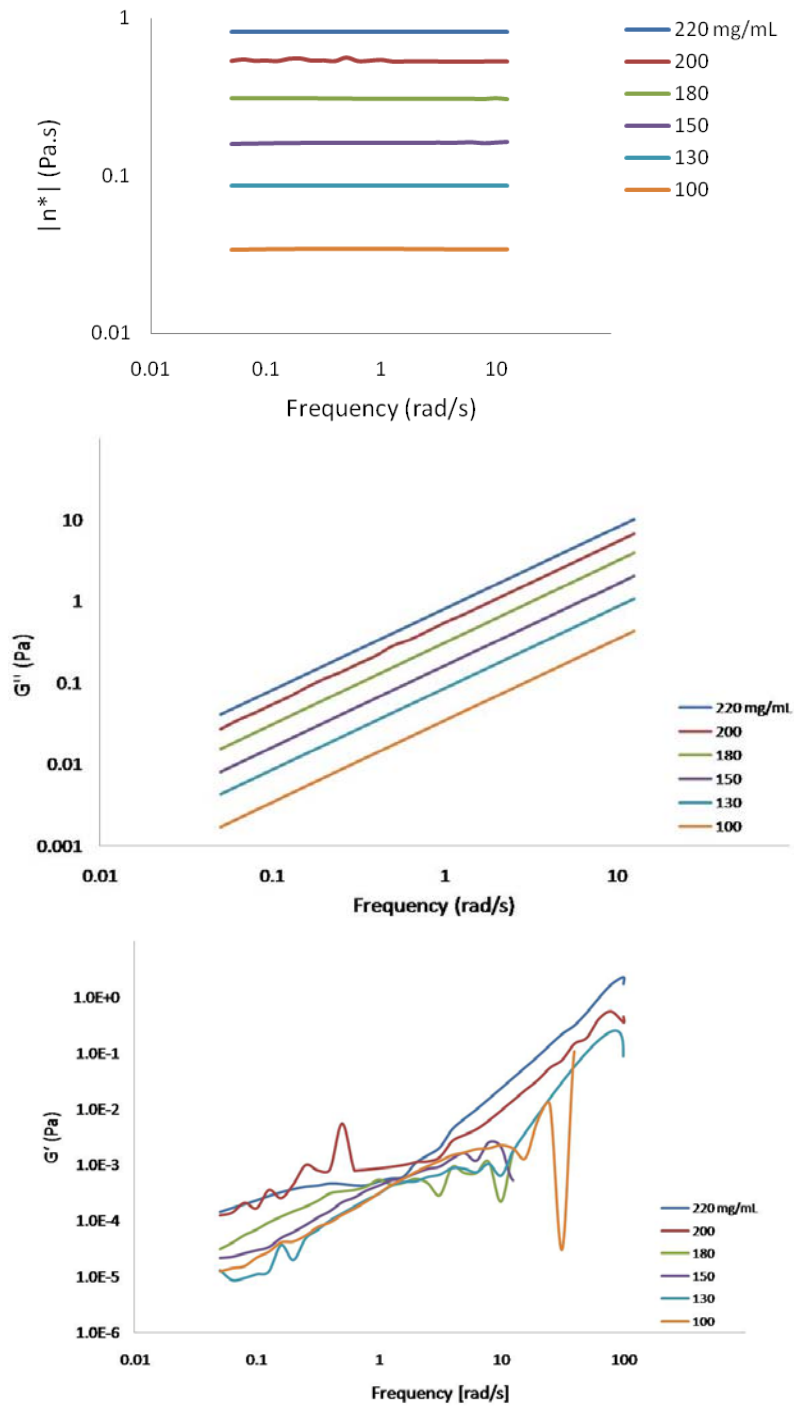 1
0.1
0.01
|n*| (Pa.s)
0.01
0.1
1
10
Frequency (rad/s)
220 mg/mL
200
180
150
130
100
10
1
0.1
0.01
0.001
G'' (Pa)
0.01
0.1
1
10
Frequency (rad/s)
220 mg/mL
200
180
150
130
100
1.0E+0
1.0E-1
1.0E-2
1.0E-3
1.0E-4
1.0E-5
1.0E-6
G′ (Pa)
0.01
0.1
1
10
100
Frequency [rad/s]
220 mg/mL
200
180
150
130
100